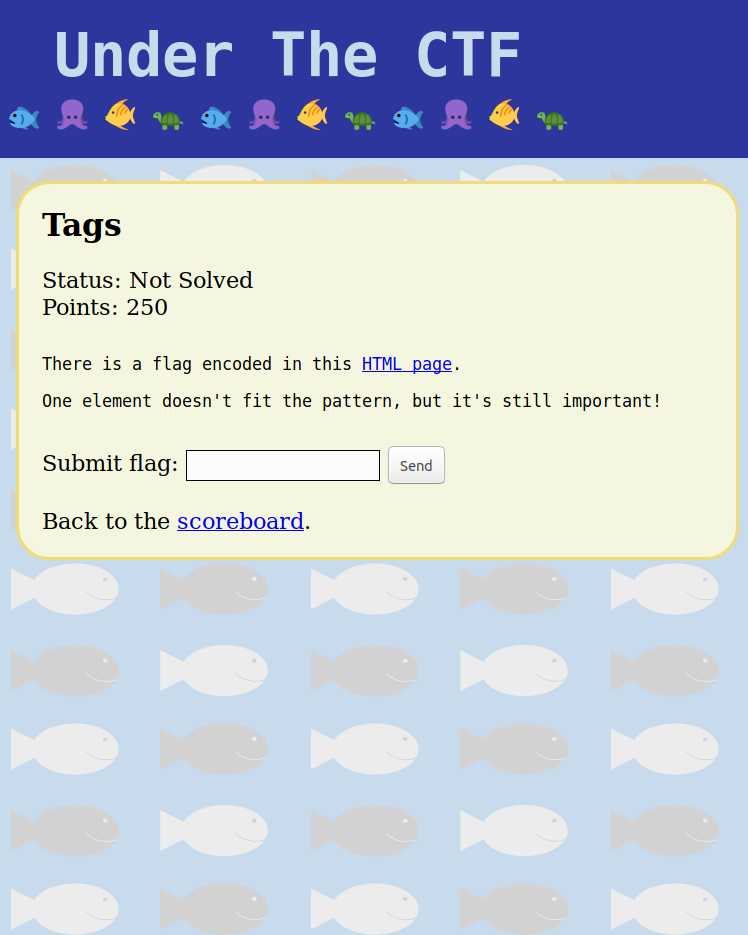 Under The CTF
Tags
Status: Not Solved
Points: 250
There is a flag encoded in this HTML page.
One element doesn't fit the pattern, but it's still important!
Submit flag: Send
Back to the scoreboard.